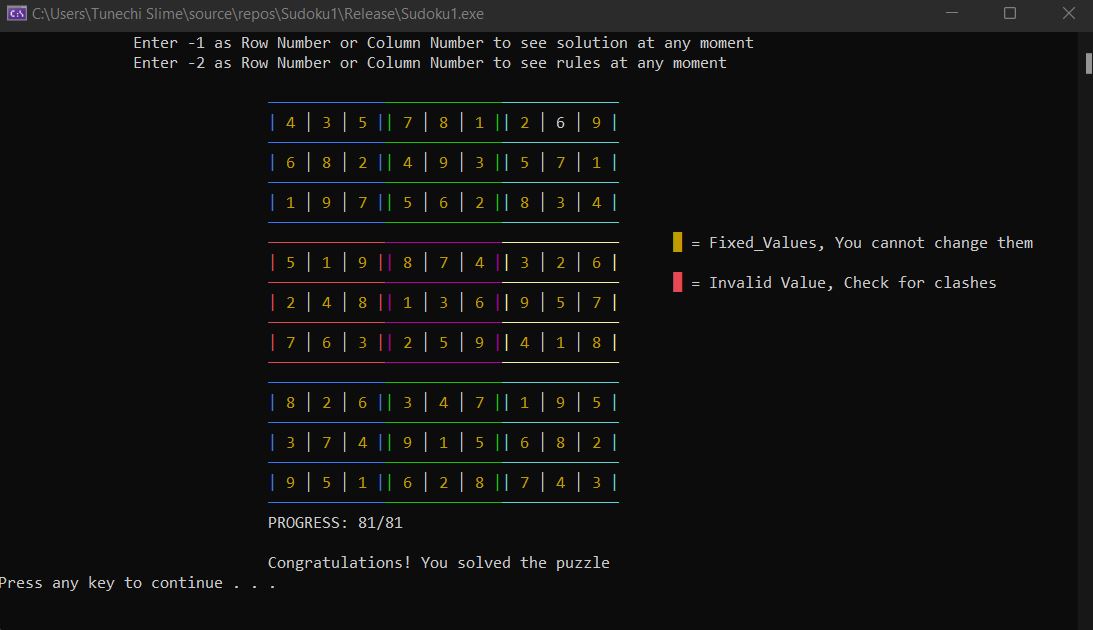 C:\Users\Tunechi Slime\source\repos\Sudoku1\Release\Sudoku1.exe
Enter -1 as Row Number or Column Number to see solution at any moment
Enter -2 as Row Number or Column Number to see rules at any moment
| 4 | 3 | 5 || 7 | 8 | 1 || 2 | 6 | 9 |
| 6 | 8 | 2 || 4 | 9 | 3 || 5 | 7 | 1 |
| 1 | 9 | 7 || 5 | 6 | 2 || 8 | 3 | 4 |
= Fixed_Values, You cannot change them
| 5 | 1 | 9 || 8 | 7 | 4 || 3 | 2 | 6 |
= Invalid Value, Check for clashes
| 2 | 4 | 8 || 1 | 3 | 6 || 9 | 5 | 7 |
| 7 | 6 | 3 || 2 | 5 | 9 || 4 | 1 | 8 |
| 8 | 2 | 6 || 3 | 4 | 7 || 1 | 9 | 5 |
| 3 | 7 | 4 || 9 | 1 | 5 || 6 | 8 | 2 |
| 9 | 5 | 1 || 6 | 2 | 8 || 7 | 4 | 3 |
PROGRESS: 81/81
Congratulations! You solved the puzzle
Press any key to continue . . .